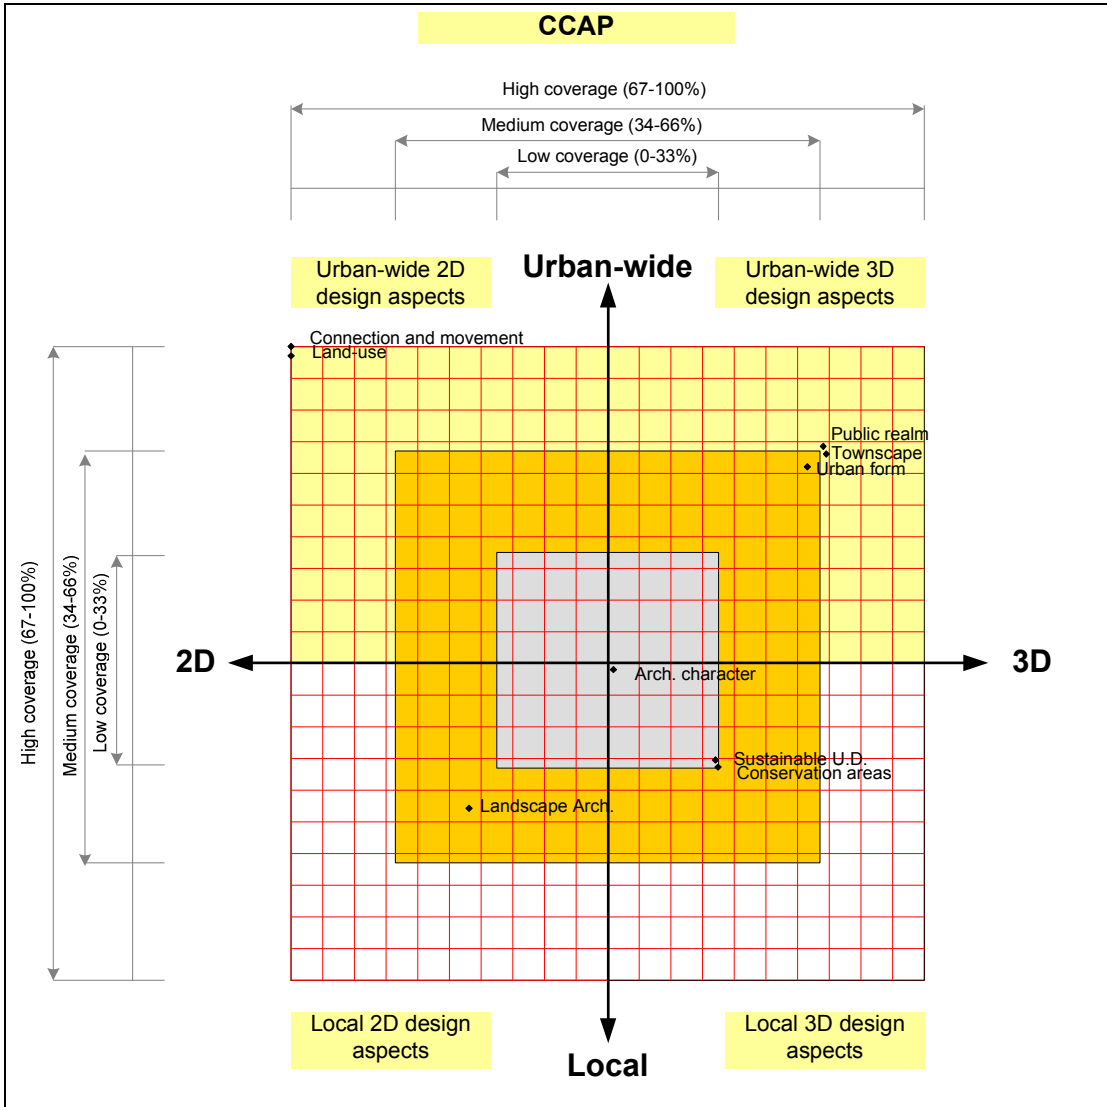 CCAP
High coverage (67-100%)
Medium coverage (34-66%)
Low coverage (0-33%)
Urban-wide 2D
design aspects
Urban-wide
Urban-wide 3D
design aspects
Connection and movement
Land-use
Public realm
Townscape
Urban form
High coverage (67-100%)
Medium coverage (34-66%)
Low coverage (0-33%)
2D
3D
Arch. character
Sustainable U.D.
Conservation areas
Landscape Arch.
Local 2D design
aspects
Local
Local 3D design
aspects